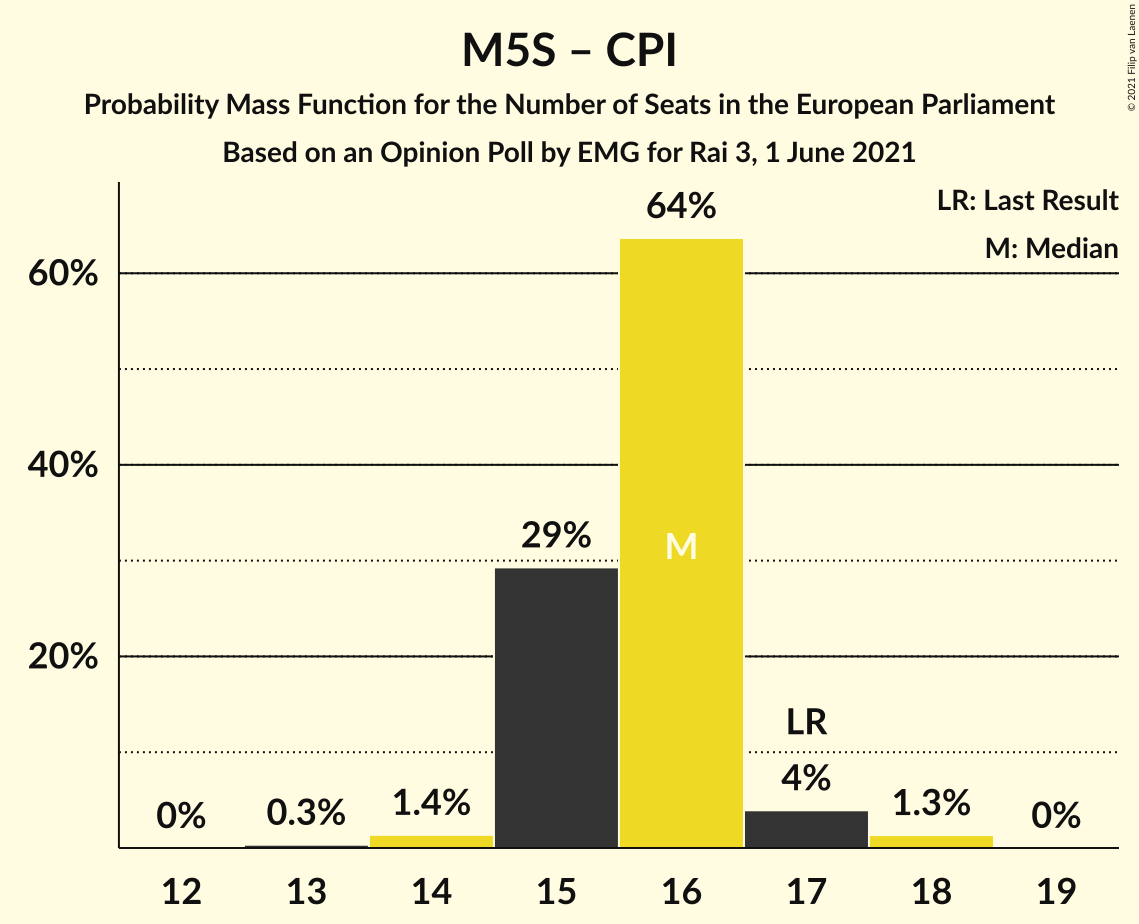 M5S – CPI
Probability Mass Function for the Number of Seats in the European Parliament
Based on an Opinion Poll by EMG for Rai 3, 1 June 2021
© 2021 Filip van Laenen
LR: Last Result
M: Median
60%
40%
20%
0%
0.3%
1.4%
29%
64%
M
LR
4%
1.3%
0%
12 13 14 15 16 17 18 19